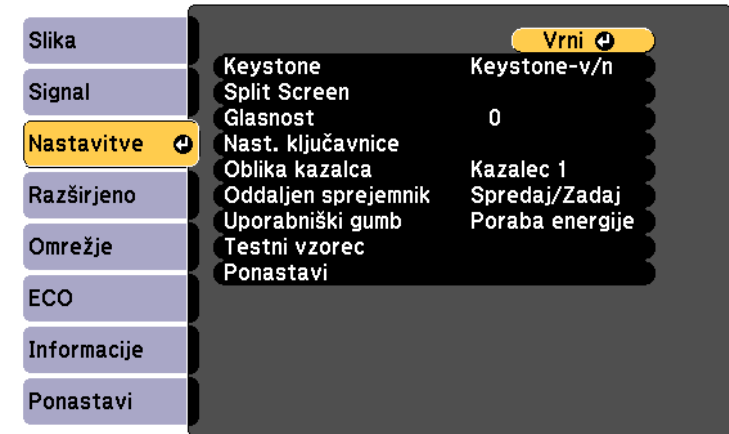 Slika
Signal
Nastavitve
Razširjeno
Omrežje
ECO
Informacije
Ponastavi
Vrni
Keystone Keystone-v/n
Split Screen
Glasnost 0
Nast. ključavnice
Oblika kazalca Kazalec 1
Oddaljen sprejemnik Spredaj/Zadaj
Uporabniški gumb Poraba energije
Testni vzorec
Ponastavi